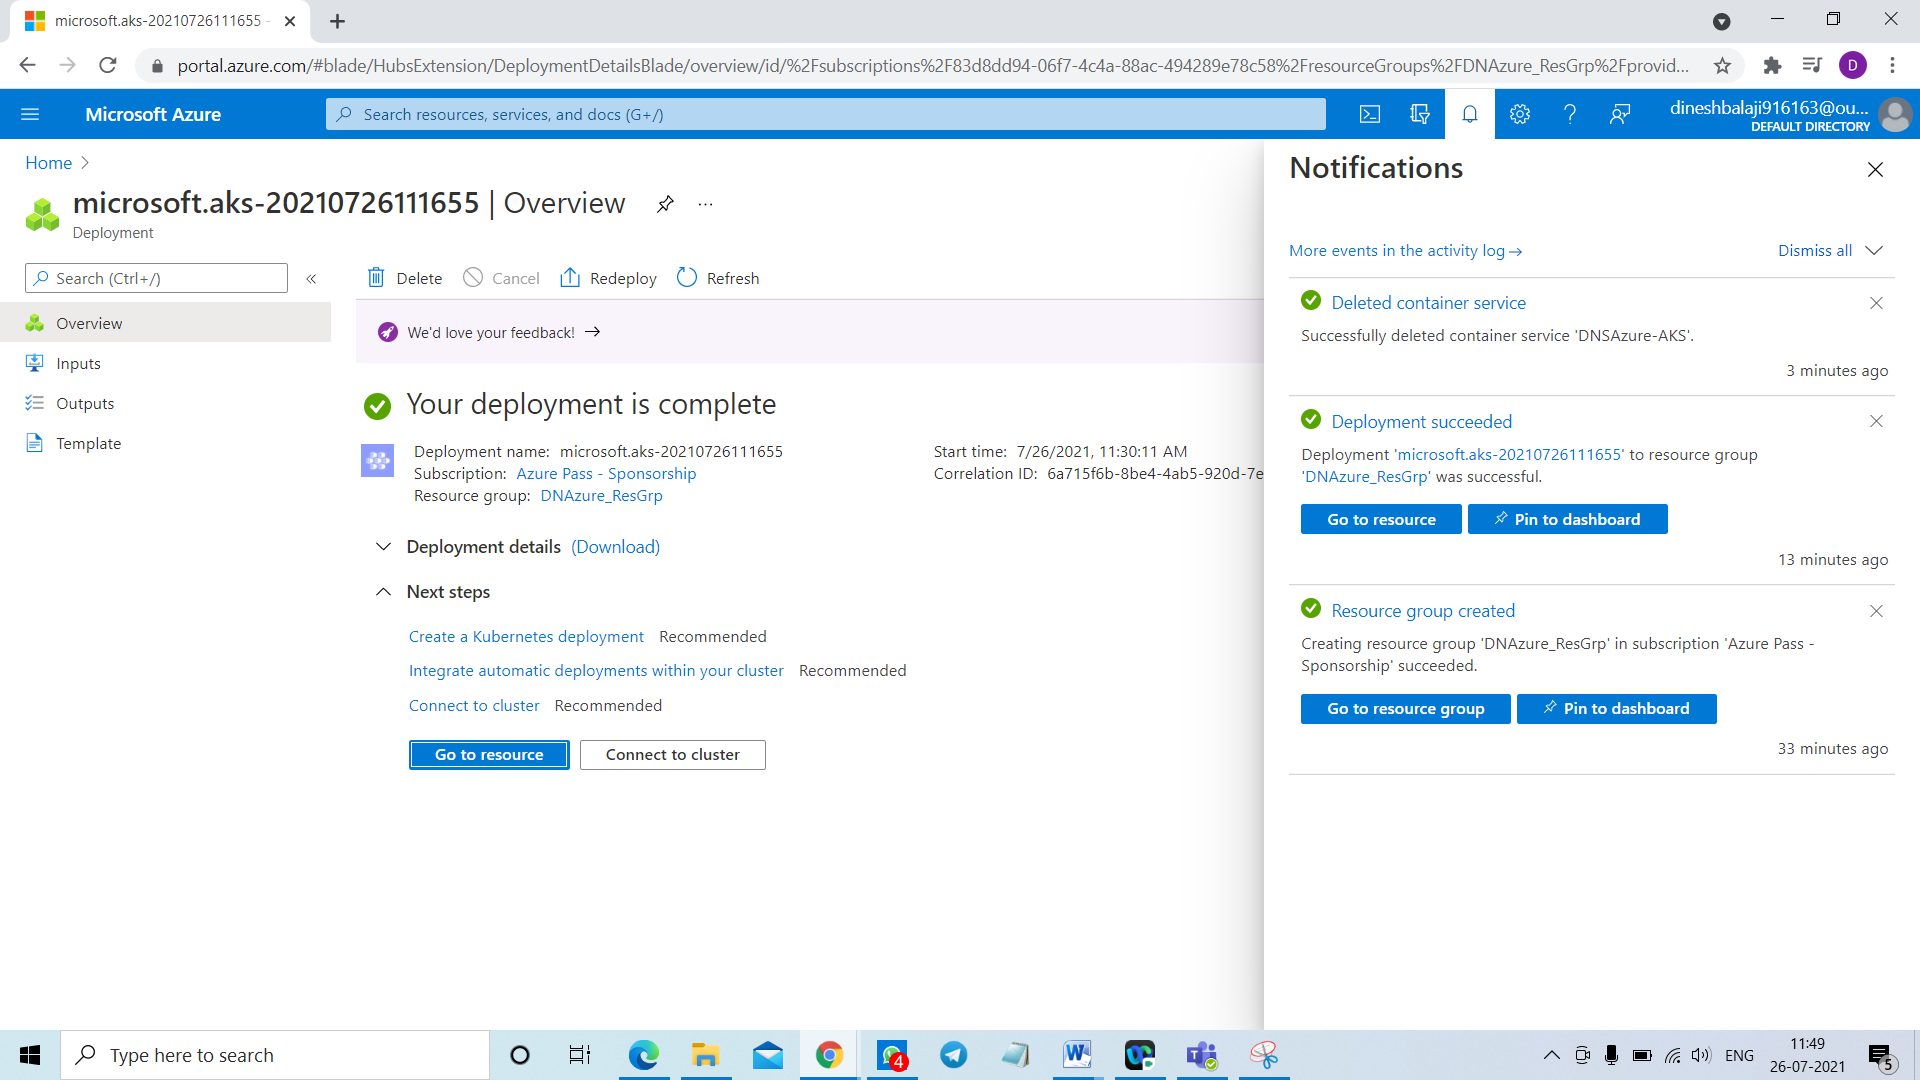 microsoft.aks-20210726111655 -
portal.azure.com/#blade/HubsExtension/DeploymentDetailsBlade/overview/id/%2Fsubscriptions%2F83d8dd94-06f7-4c4a-88ac-494289e78c58%2FresourceGroups%2FDNAzure_ResGrp%2Fprovid...
D
Microsoft Azure
Search resources, services, and docs (G+/)
dineshbalaji916163@ou...
DEFAULT DIRECTORY
Home
microsoft.aks-20210726111655 | Overview
...
Deployment
Search (Ctrl+/)
Overview
Inputs
Outputs
Template
Delete
Cancel
Redeploy
Refresh
We'd love your feedback!
Your deployment is complete
Deployment name: microsoft.aks-20210726111655
Subscription: Azure Pass - Sponsorship
Resource group: DNAzure_ResGrp
Start time: 7/26/2021, 11:30:11 AM
Correlation ID: 6a715f6b-8be4-4ab5-920d-7e
Deployment details (Download)
Next steps
Create a Kubernetes deployment Recommended
Integrate automatic deployments within your cluster Recommended
Connect to cluster Recommended
Go to resource
Connect to cluster
Notifications
More events in the activity log →
Dismiss all
Deleted container service
Successfully deleted container service 'DNSAzure-AKS'.
3 minutes ago
Deployment succeeded
Deployment 'microsoft.aks-20210726111655' to resource group
'DNAzure_ResGrp' was successful.
Go to resource
Pin to dashboard
13 minutes ago
Resource group created
Creating resource group 'DNAzure_ResGrp' in subscription 'Azure Pass -
Sponsorship' succeeded.
Go to resource group
Pin to dashboard
33 minutes ago
Type here to search
4
ENG
11:49
26-07-2021
5